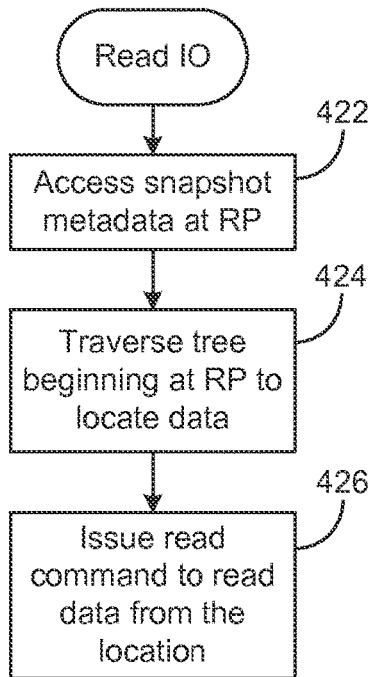 Read IO
422
Access snapshot
metadata at RP
424
Traverse tree
beginning at RP to
locate data
426
Issue read
command to read
data from the
location